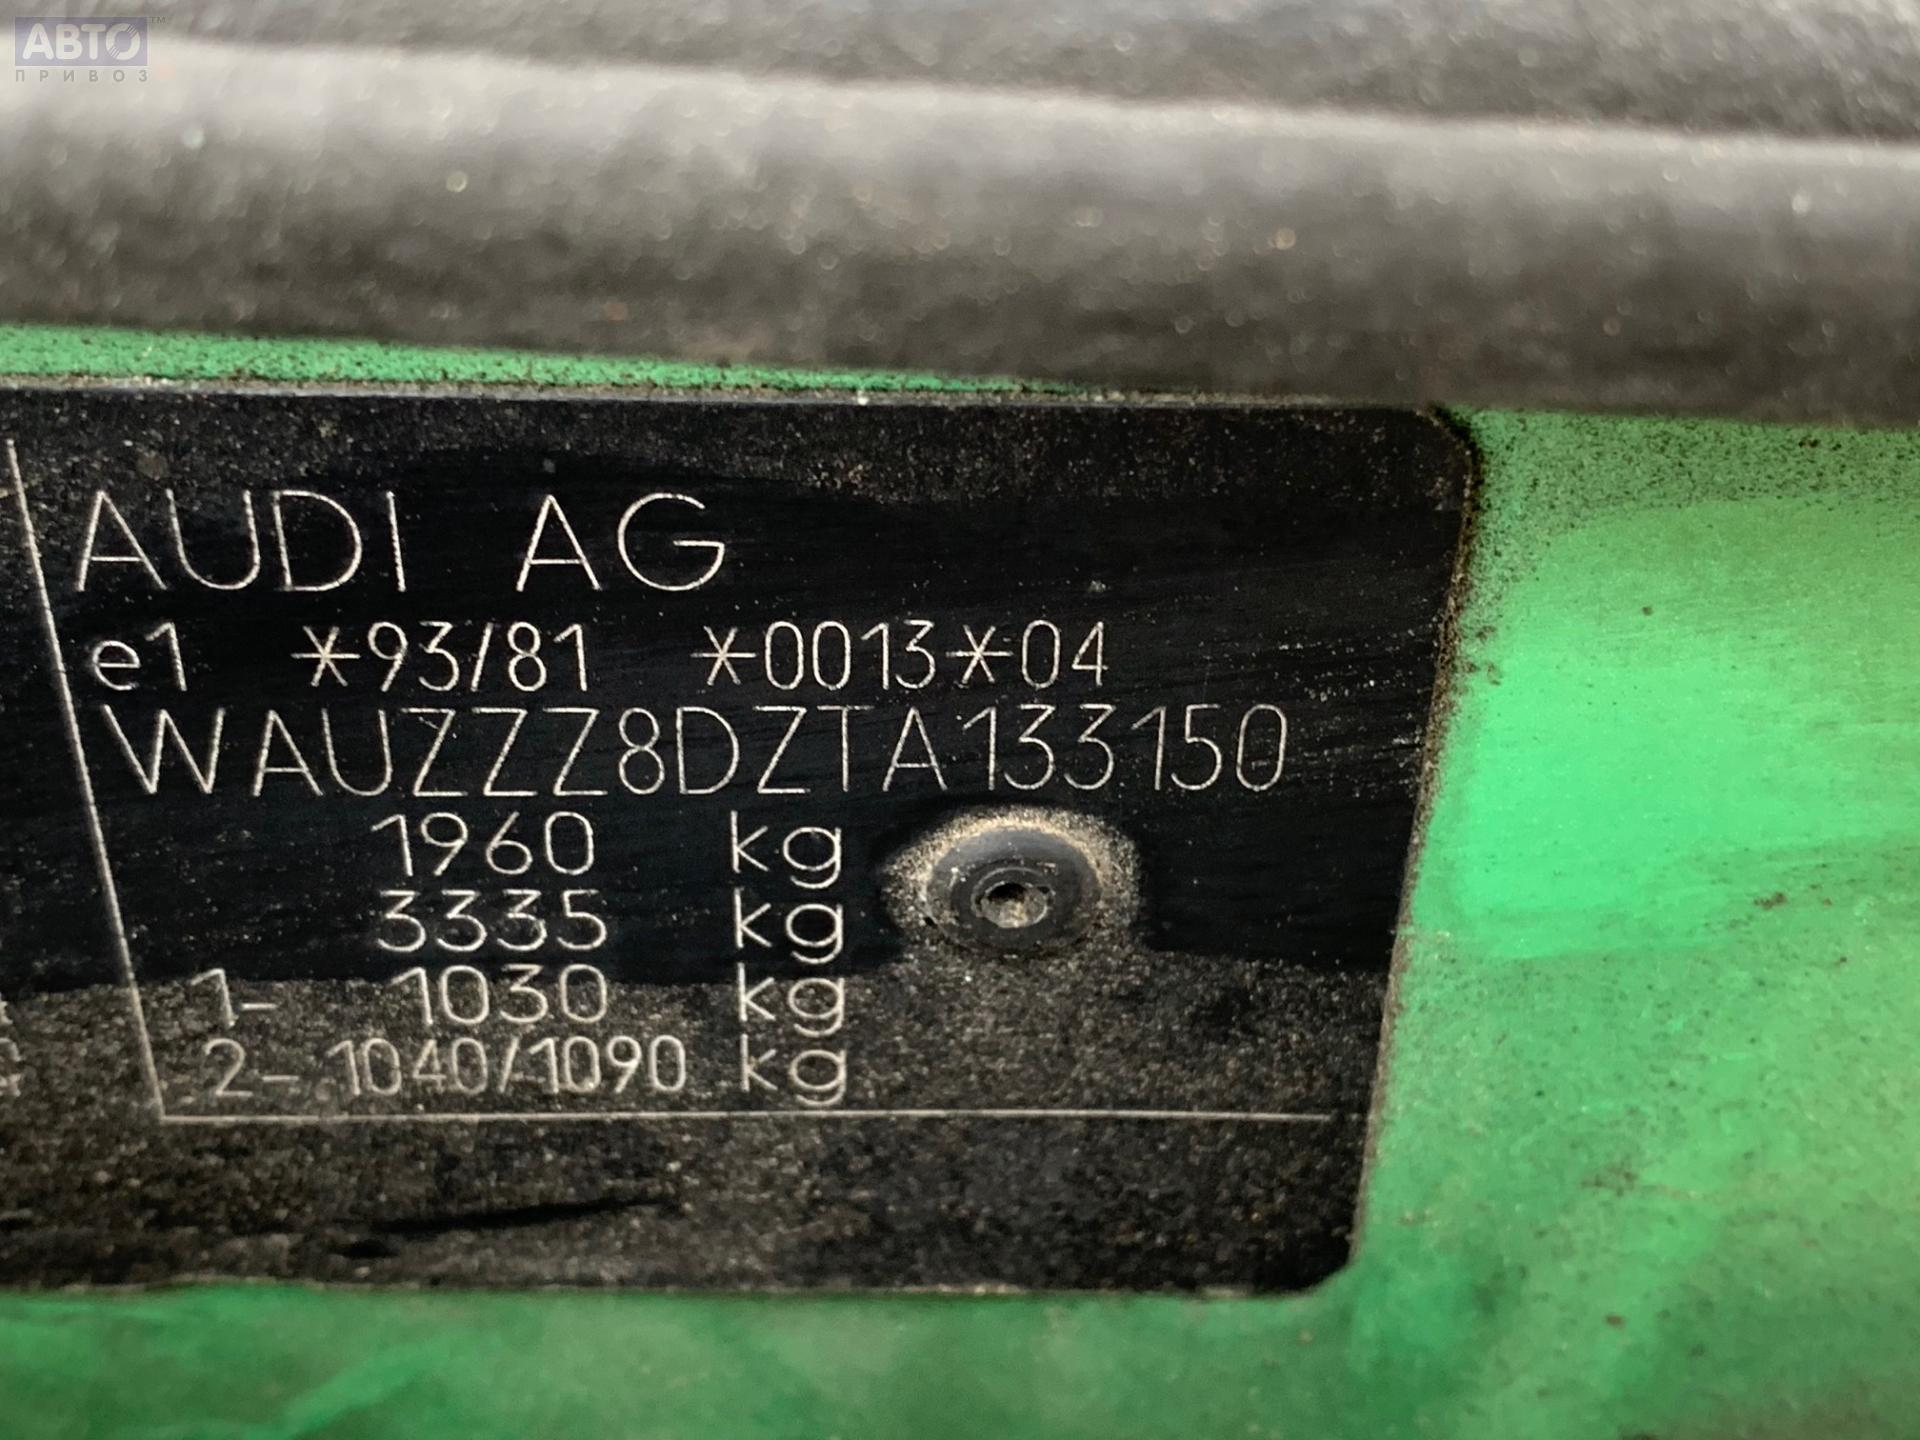 АВТО™
ПРИВОЗ
AUDI AG
e1 *93/81 *0013*04
WAUZZZ8DZTA133150
1960 kg
3335 kg
1- 1030 kg
2- 1040/1090 kg